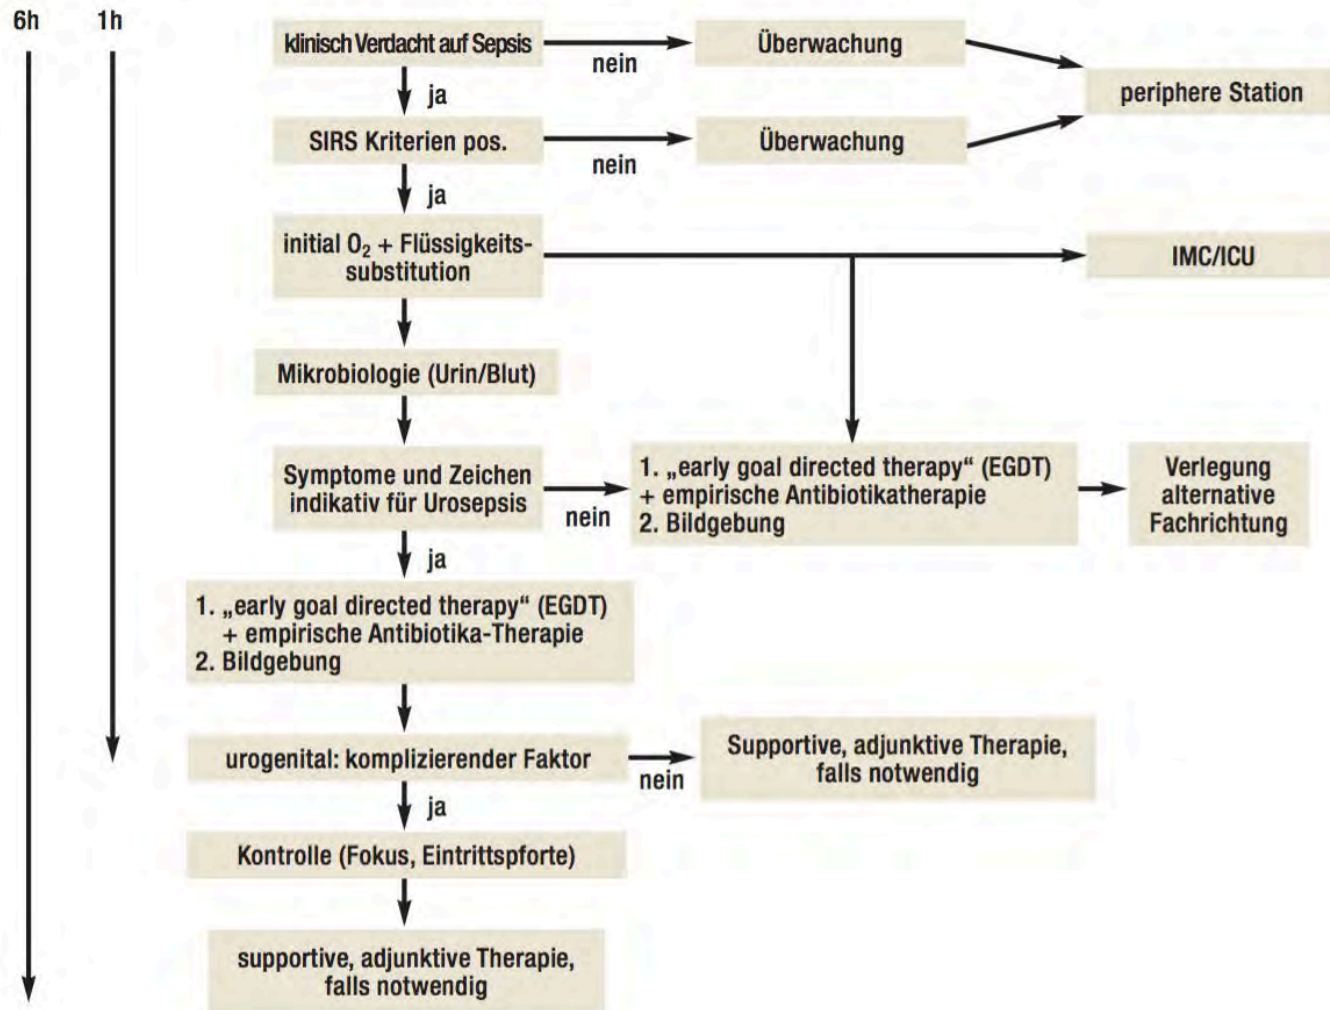 6h
1h
klinisch Verdacht auf Sepsis
nein
Überwachung
periphere Station
ja
SIRS Kriterien pos.
nein
Überwachung
ja
initial O₂ + Flüssigkeits-
substitution
IMC/ICU
Mikrobiologie (Urin/Blut)
Symptome und Zeichen
indikativ für Urosepsis
nein
1. „early goal directed therapy“ (EGDT)
+ empirische Antibiotikatherapie
2. Bildgebung
Verlegung
alternative
Fachrichtung
ja
1. „early goal directed therapy“ (EGDT)
+ empirische Antibiotika-Therapie
2. Bildgebung
urogenital: komplizierender Faktor
nein
Supportive, adjunktive Therapie,
falls notwendig
ja
Kontrolle (Fokus, Eintrittspforte)
supportive, adjunktive Therapie,
falls notwendig